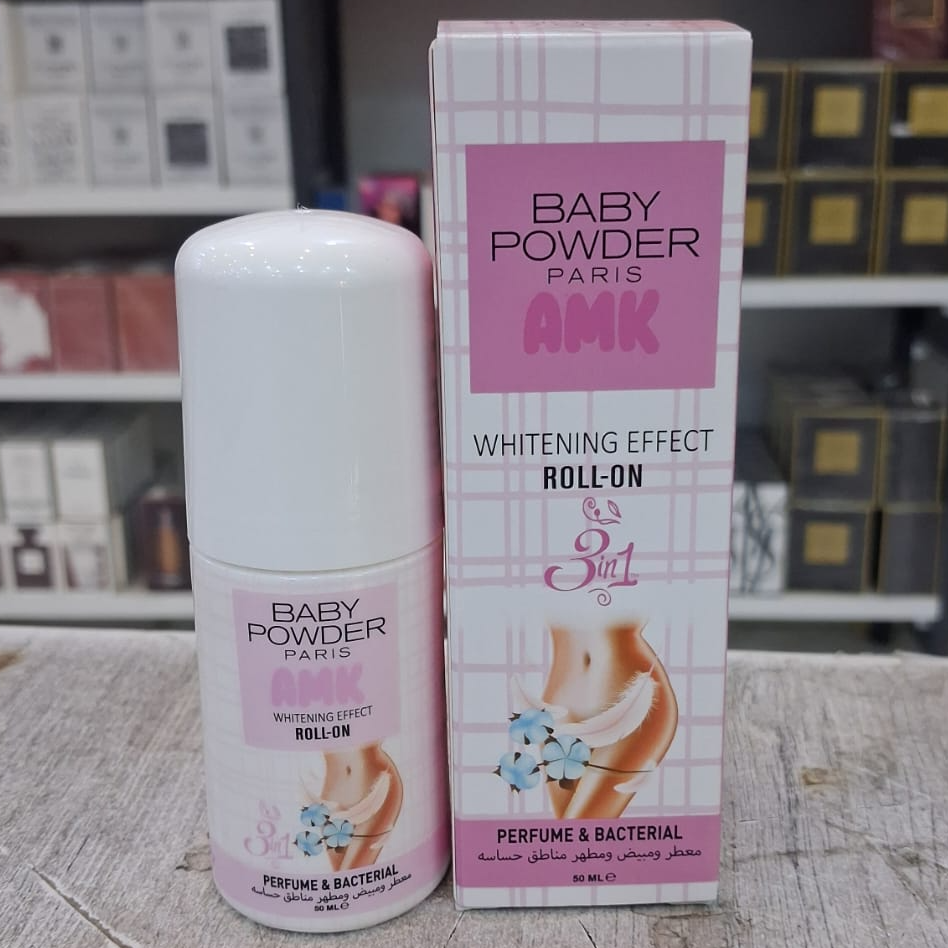 BABY
POWDER
PARIS
AMK
WHITENING EFFECT
ROLL-ON
3in1
PERFUME & BACTERIAL
معطر ومبيض ومطهر مناطق حساسه
50 ML e
BABY
POWDER
PARIS
AMK
WHITENING EFFECT
ROLL-ON
3in1
PERFUME & BACTERIAL
معطر ومبيض ومطهر مناطق حساسه
50 ML e